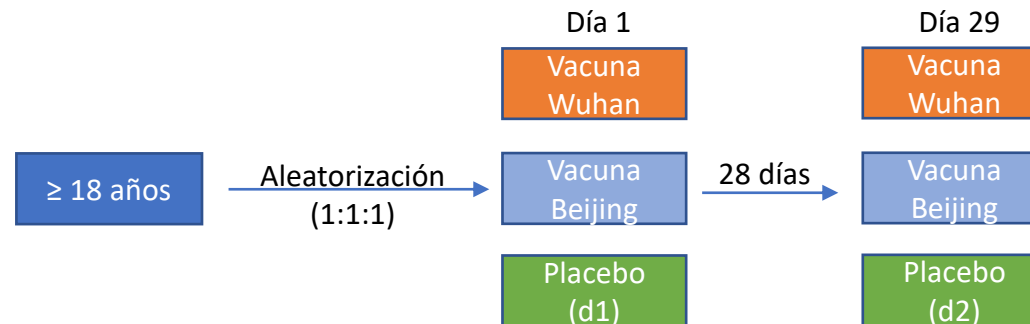 Día 1
Día 29
Vacuna
Wuhan
Vacuna
Wuhan
≥ 18 años
Aleatorización
(1:1:1)
Vacuna
Beijing
28 días
Vacuna
Beijing
Placebo
(d1)
Placebo
(d2)